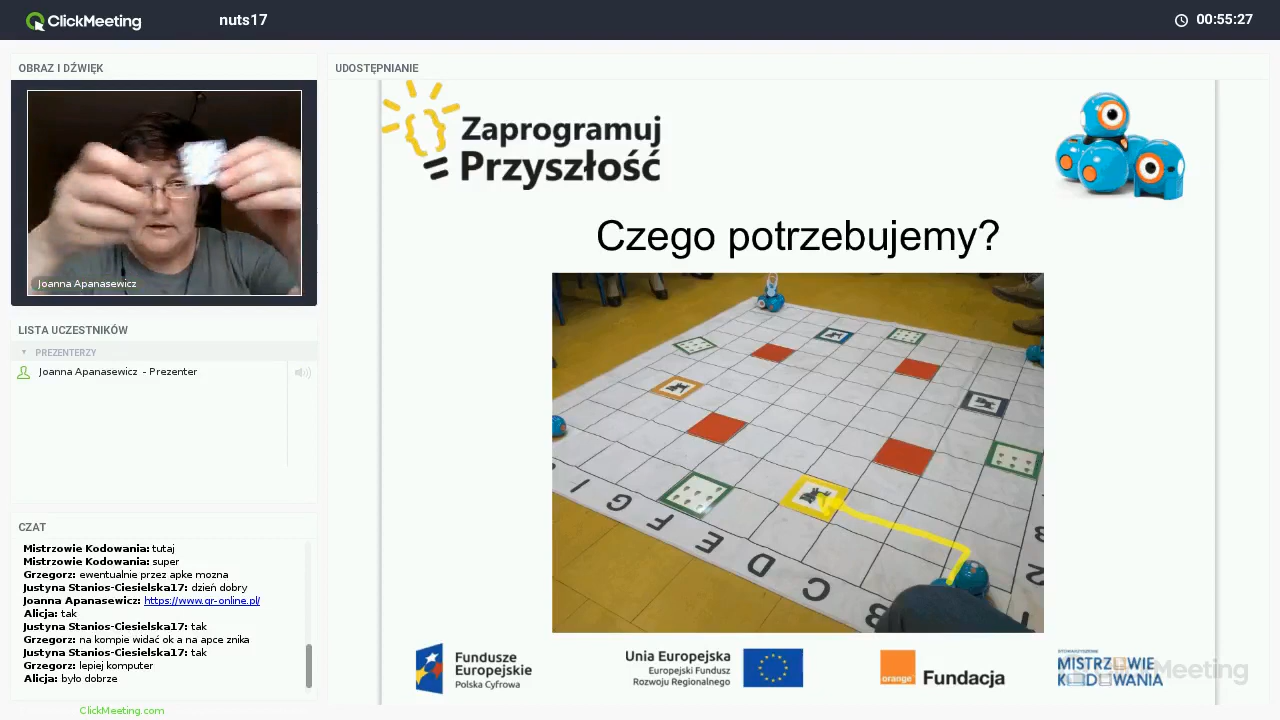 ClickMeeting
nuts17
00:55:27
OBRAZ I DŹWIĘK
Joanna Apanasewicz
LISTA UCZESTNIKÓW
PREZENTERZY
Joanna Apanasewicz - Prezenter
CZAT
Mistrzowie Kodowania: tutaj
Mistrzowie Kodowania: super
Grzegorz: ewentualnie przez apke mozna
Justyna Stanios-Ciesielska17: dzień dobry
Joanna Apanasewicz: https://www.qr-online.pl/
Alicja: tak
Justyna Stanios-Ciesielska17: tak
Grzegorz: na kompie widać ok a na apce znika
Justyna Stanios-Ciesielska17: tak
Grzegorz: lepiej komputer
Alicja: było dobrze
ClickMeeting.com
UDOSTĘPNIANIE
Zaprogramuj
Przyszłość
Czego potrzebujemy?
I G F E D C B
2
Fundusze
Europejskie
Polska Cyfrowa
Unia Europejska
Europejski Fundusz
Rozwoju Regionalnego
orange
Fundacja
STOWARZYSZENIE
MISTRZOWIE
KODOWANIA
ClickMeeting